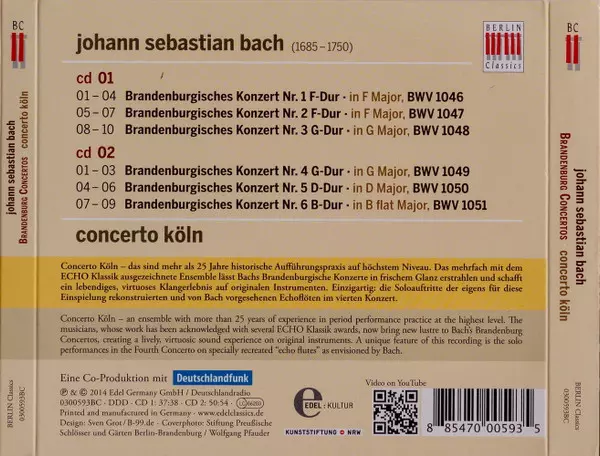 BC
johann sebastian bach
BRANDENBURG CONCERTOS
concerto köln
BERLIN Classics
0300593BC
johann sebastian bach (1685–1750)
BERLIN
Classics
cd 01
01–04 Brandenburgisches Konzert Nr. 1 F-Dur · in F Major, BWV 1046
05–07 Brandenburgisches Konzert Nr. 2 F-Dur · in F Major, BWV 1047
08–10 Brandenburgisches Konzert Nr. 3 G-Dur · in G Major, BWV 1048
cd 02
01–03 Brandenburgisches Konzert Nr. 4 G-Dur · in G Major, BWV 1049
04–06 Brandenburgisches Konzert Nr. 5 D-Dur · in D Major, BWV 1050
07–09 Brandenburgisches Konzert Nr. 6 B-Dur · in B flat Major, BWV 1051
concerto köln
Concerto Köln – das sind mehr als 25 Jahre historische Aufführungspraxis auf höchstem Niveau. Das mehrfach mit dem
ECHO Klassik ausgezeichnete Ensemble lässt Bachs Brandenburgische Konzerte in frischem Glanz erstrahlen und schafft
ein lebendiges, virtuoses Klangerlebnis auf originalen Instrumenten. Einzigartig: die Soloauftritte der eigens für diese
Einspielung rekonstruierten und von Bach vorgesehenen Echoflöten im vierten Konzert.
Concerto Köln – an ensemble with more than 25 years of experience in period performance practice at the highest level. The
musicians, whose work has been acknowledged with several ECHO Klassik awards, now bring new lustre to Bach's Brandenburg
Concertos, creating a lively, virtuosic sound experience on original instruments. A unique feature of this recording is the solo
performances in the Fourth Concerto on specially recreated "echo flutes" as envisioned by Bach.
Eine Co-Produktion mit Deutschlandfunk
℗ & © 2014 Edel Germany GmbH / Deutschlandradio
0300593BC · DDD · CD 1: 37:38 · CD 2: 50:54 · LC 06203
Printed and manufactured in Germany · www.edelclassics.de
Design: Sven Grot / B-99.de · Coverphoto: Stiftung Preußische
Schlösser und Gärten Berlin-Brandenburg / Wolfgang Pfauder
EDEL : KULTUR
KUNSTSTIFTUNG NRW
Video on YouTube
8 85470 00593 5
BC
johann sebastian bach
BRANDENBURG CONCERTOS
concerto köln
BERLIN Classics
0300593BC